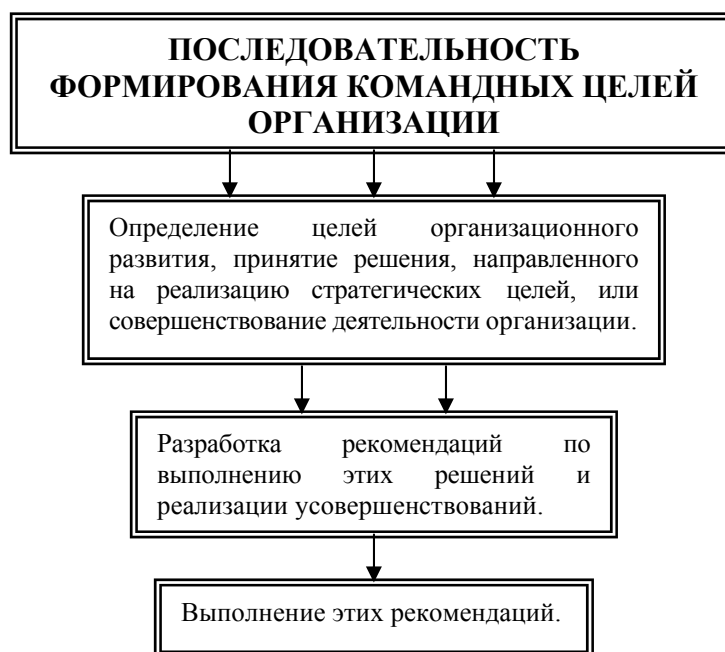 ПОСЛЕДОВАТЕЛЬНОСТЬ
ФОРМИРОВАНИЯ КОМАНДНЫХ ЦЕЛЕЙ
ОРГАНИЗАЦИИ
Определение целей организационного
развития, принятие решения, направленного
на реализацию стратегических целей, или
совершенствование деятельности организации.
Разработка рекомендаций по
выполнению этих решений и
реализации усовершенствований.
Выполнение этих рекомендаций.